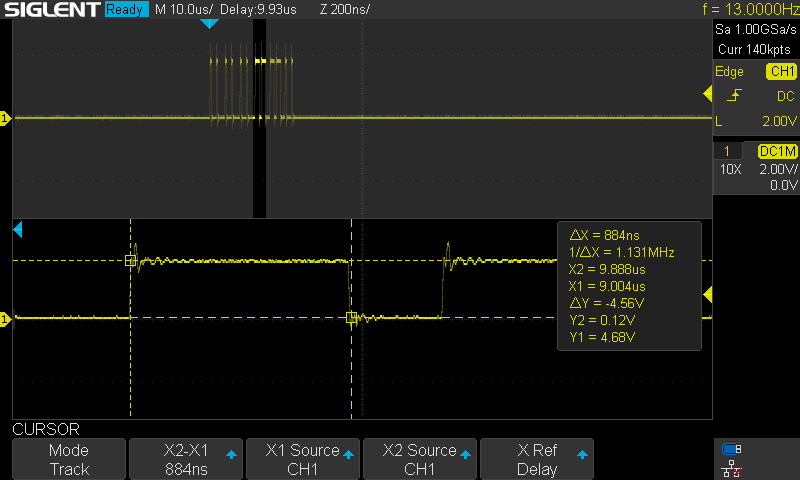 SIGLENT Ready M 10.0us/ Delay:9.93us Z 200ns/ f = 13.0000Hz
Sa 1.00GSa/s
Curr 140kpts
Edge CH1
DC
L 2.00V
1 DC1M
10X 2.00V/
0.0V
1
ΔX = 884ns
1/ΔX = 1.131MHz
X2 = 9.888us
X1 = 9.004us
ΔY = -4.56V
Y2 = 0.12V
Y1 = 4.68V
1
CURSOR
Mode
Track
X2-X1
884ns
X1 Source
CH1
X2 Source
CH1
X Ref
Delay